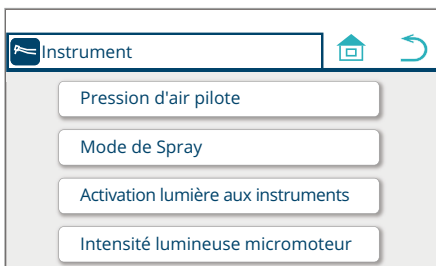 Instrument
Pression d'air pilote
Mode de Spray
Activation lumière aux instruments
Intensité lumineuse micromoteur